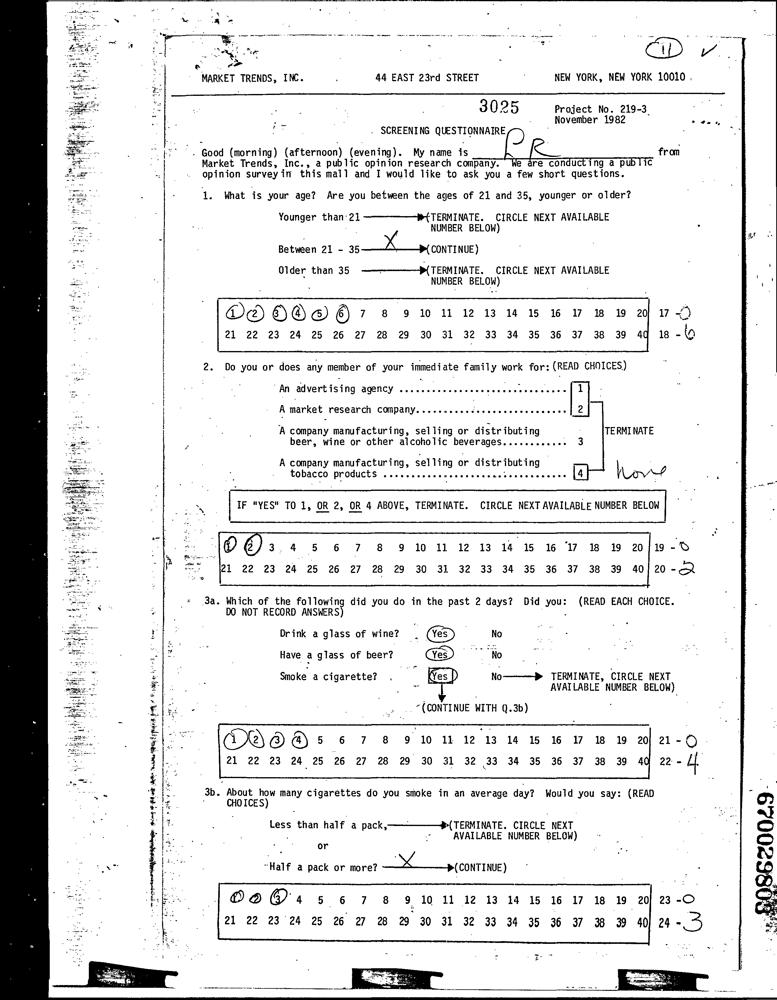 11 ✓
MARKET TRENDS, INC. 44 EAST 23rd STREET NEW YORK, NEW YORK 10010
3025
Project No. 219-3
November 1982
SCREENING QUESTIONNAIRE
Good (morning) (afternoon) (evening). My name is PR from
Market Trends, Inc., a public opinion research company. We are conducting a public
opinion survey in this mall and I would like to ask you a few short questions.
1. What is your age? Are you between the ages of 21 and 35, younger or older?
Younger than 21 (TERMINATE. CIRCLE NEXT AVAILABLE
NUMBER BELOW)
Between 21 - 35 X (CONTINUE)
Older than 35 (TERMINATE. CIRCLE NEXT AVAILABLE
NUMBER BELOW)
1 2 3 4 5 6 7 8 9 10 11 12 13 14 15 16 17 18 19 20 17 - 0
21 22 23 24 25 26 27 28 29 30 31 32 33 34 35 36 37 38 39 40 18 - 6
2. Do you or does any member of your immediate family work for: (READ CHOICES)
An advertising agency .............................. 1
A market research company........................... 2
A company manufacturing, selling or distributing TERMINATE
beer, wine or other alcoholic beverages............ 3
A company manufacturing, selling or distributing
tobacco products ................................. 4 None
IF "YES" TO 1, OR 2, OR 4 ABOVE, TERMINATE. CIRCLE NEXT AVAILABLE NUMBER BELOW
1 2 3 4 5 6 7 8 9 10 11 12 13 14 15 16 17 18 19 20 19 - 0
21 22 23 24 25 26 27 28 29 30 31 32 33 34 35 36 37 38 39 40 20 - 2
3a. Which of the following did you do in the past 2 days? Did you: (READ EACH CHOICE.
DO NOT RECORD ANSWERS)
Drink a glass of wine? Yes No
Have a glass of beer? Yes No
Smoke a cigarette? Yes No TERMINATE, CIRCLE NEXT
AVAILABLE NUMBER BELOW)
(CONTINUE WITH Q.3b)
1 2 3 4 5 6 7 8 9 10 11 12 13 14 15 16 17 18 19 20 21 - 0
21 22 23 24 25 26 27 28 29 30 31 32 33 34 35 36 37 38 39 40 22 - 4
3b. About how many cigarettes do you smoke in an average day? Would you say: (READ
CHOICES)
Less than half a pack, (TERMINATE. CIRCLE NEXT
AVAILABLE NUMBER BELOW)
or
Half a pack or more? X (CONTINUE)
1 2 3 4 5 6 7 8 9 10 11 12 13 14 15 16 17 18 19 20 23 - 0
21 22 23 24 25 26 27 28 29 30 31 32 33 34 35 36 37 38 39 40 24 - 3
670029803